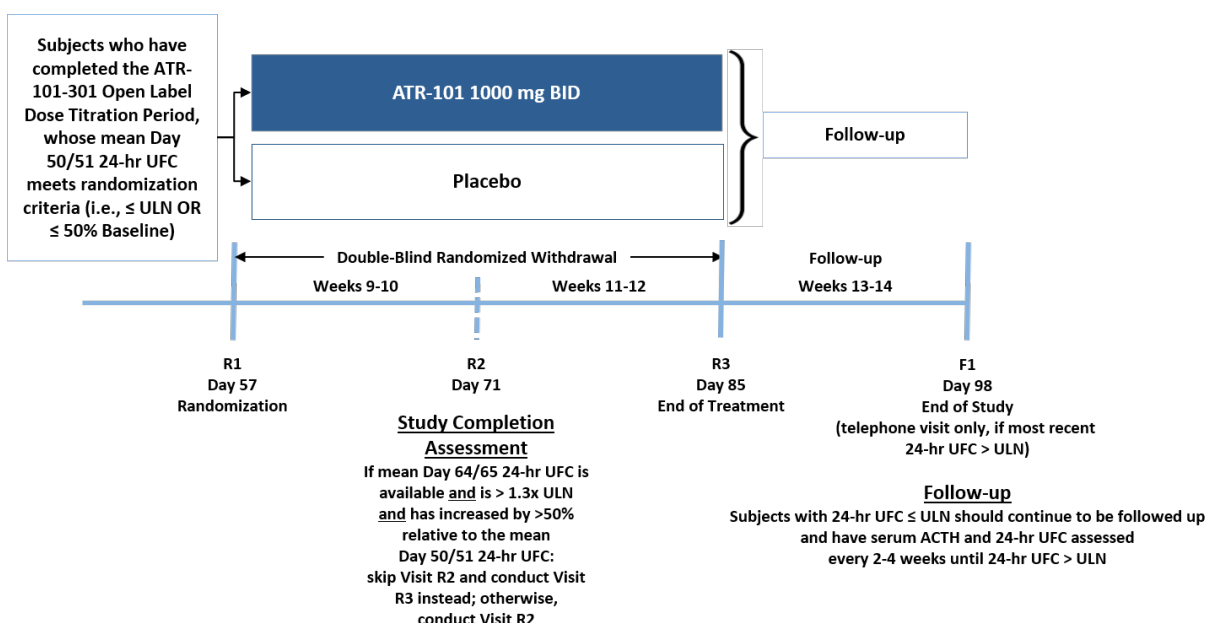 Subjects who have
completed the ATR-
101-301 Open Label
Dose Titration Period,
whose mean Day
50/51 24-hr UFC
meets randomization
criteria (i.e., ≤ ULN OR
≤ 50% Baseline)
ATR-101 1000 mg BID
Placebo
Follow-up
Double-Blind Randomized Withdrawal
Follow-up
Weeks 9-10
Weeks 11-12
Weeks 13-14
R1
Day 57
Randomization
R2
Day 71
Study Completion
Assessment
If mean Day 64/65 24-hr UFC is
available and is > 1.3x ULN
and has increased by >50%
relative to the mean
Day 50/51 24-hr UFC:
skip Visit R2 and conduct Visit
R3 instead; otherwise,
conduct Visit R2
R3
Day 85
End of Treatment
F1
Day 98
End of Study
(telephone visit only, if most recent
24-hr UFC > ULN)
Follow-up
Subjects with 24-hr UFC ≤ ULN should continue to be followed up
and have serum ACTH and 24-hr UFC assessed
every 2-4 weeks until 24-hr UFC > ULN